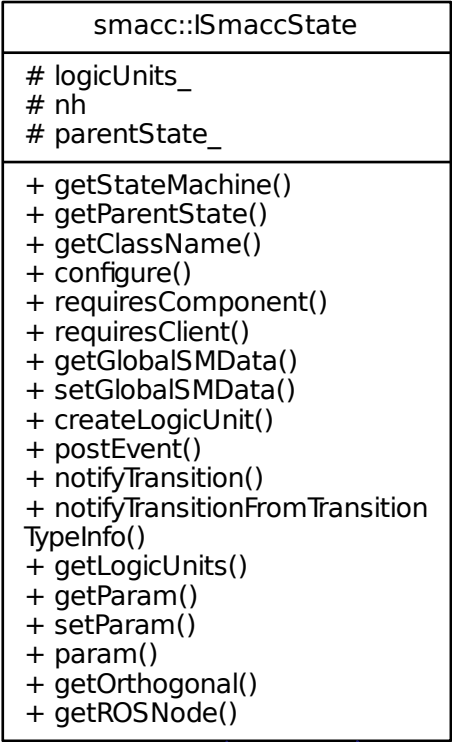 smacc::ISmaccState
# logicUnits_
# nh
# parentState_
+ getStateMachine()
+ getParentState()
+ getClassName()
+ configure()
+ requiresComponent()
+ requiresClient()
+ getGlobalSMData()
+ setGlobalSMData()
+ createLogicUnit()
+ postEvent()
+ notifyTransition()
+ notifyTransitionFromTransition
TypeInfo()
+ getLogicUnits()
+ getParam()
+ setParam()
+ param()
+ getOrthogonal()
+ getROSNode()